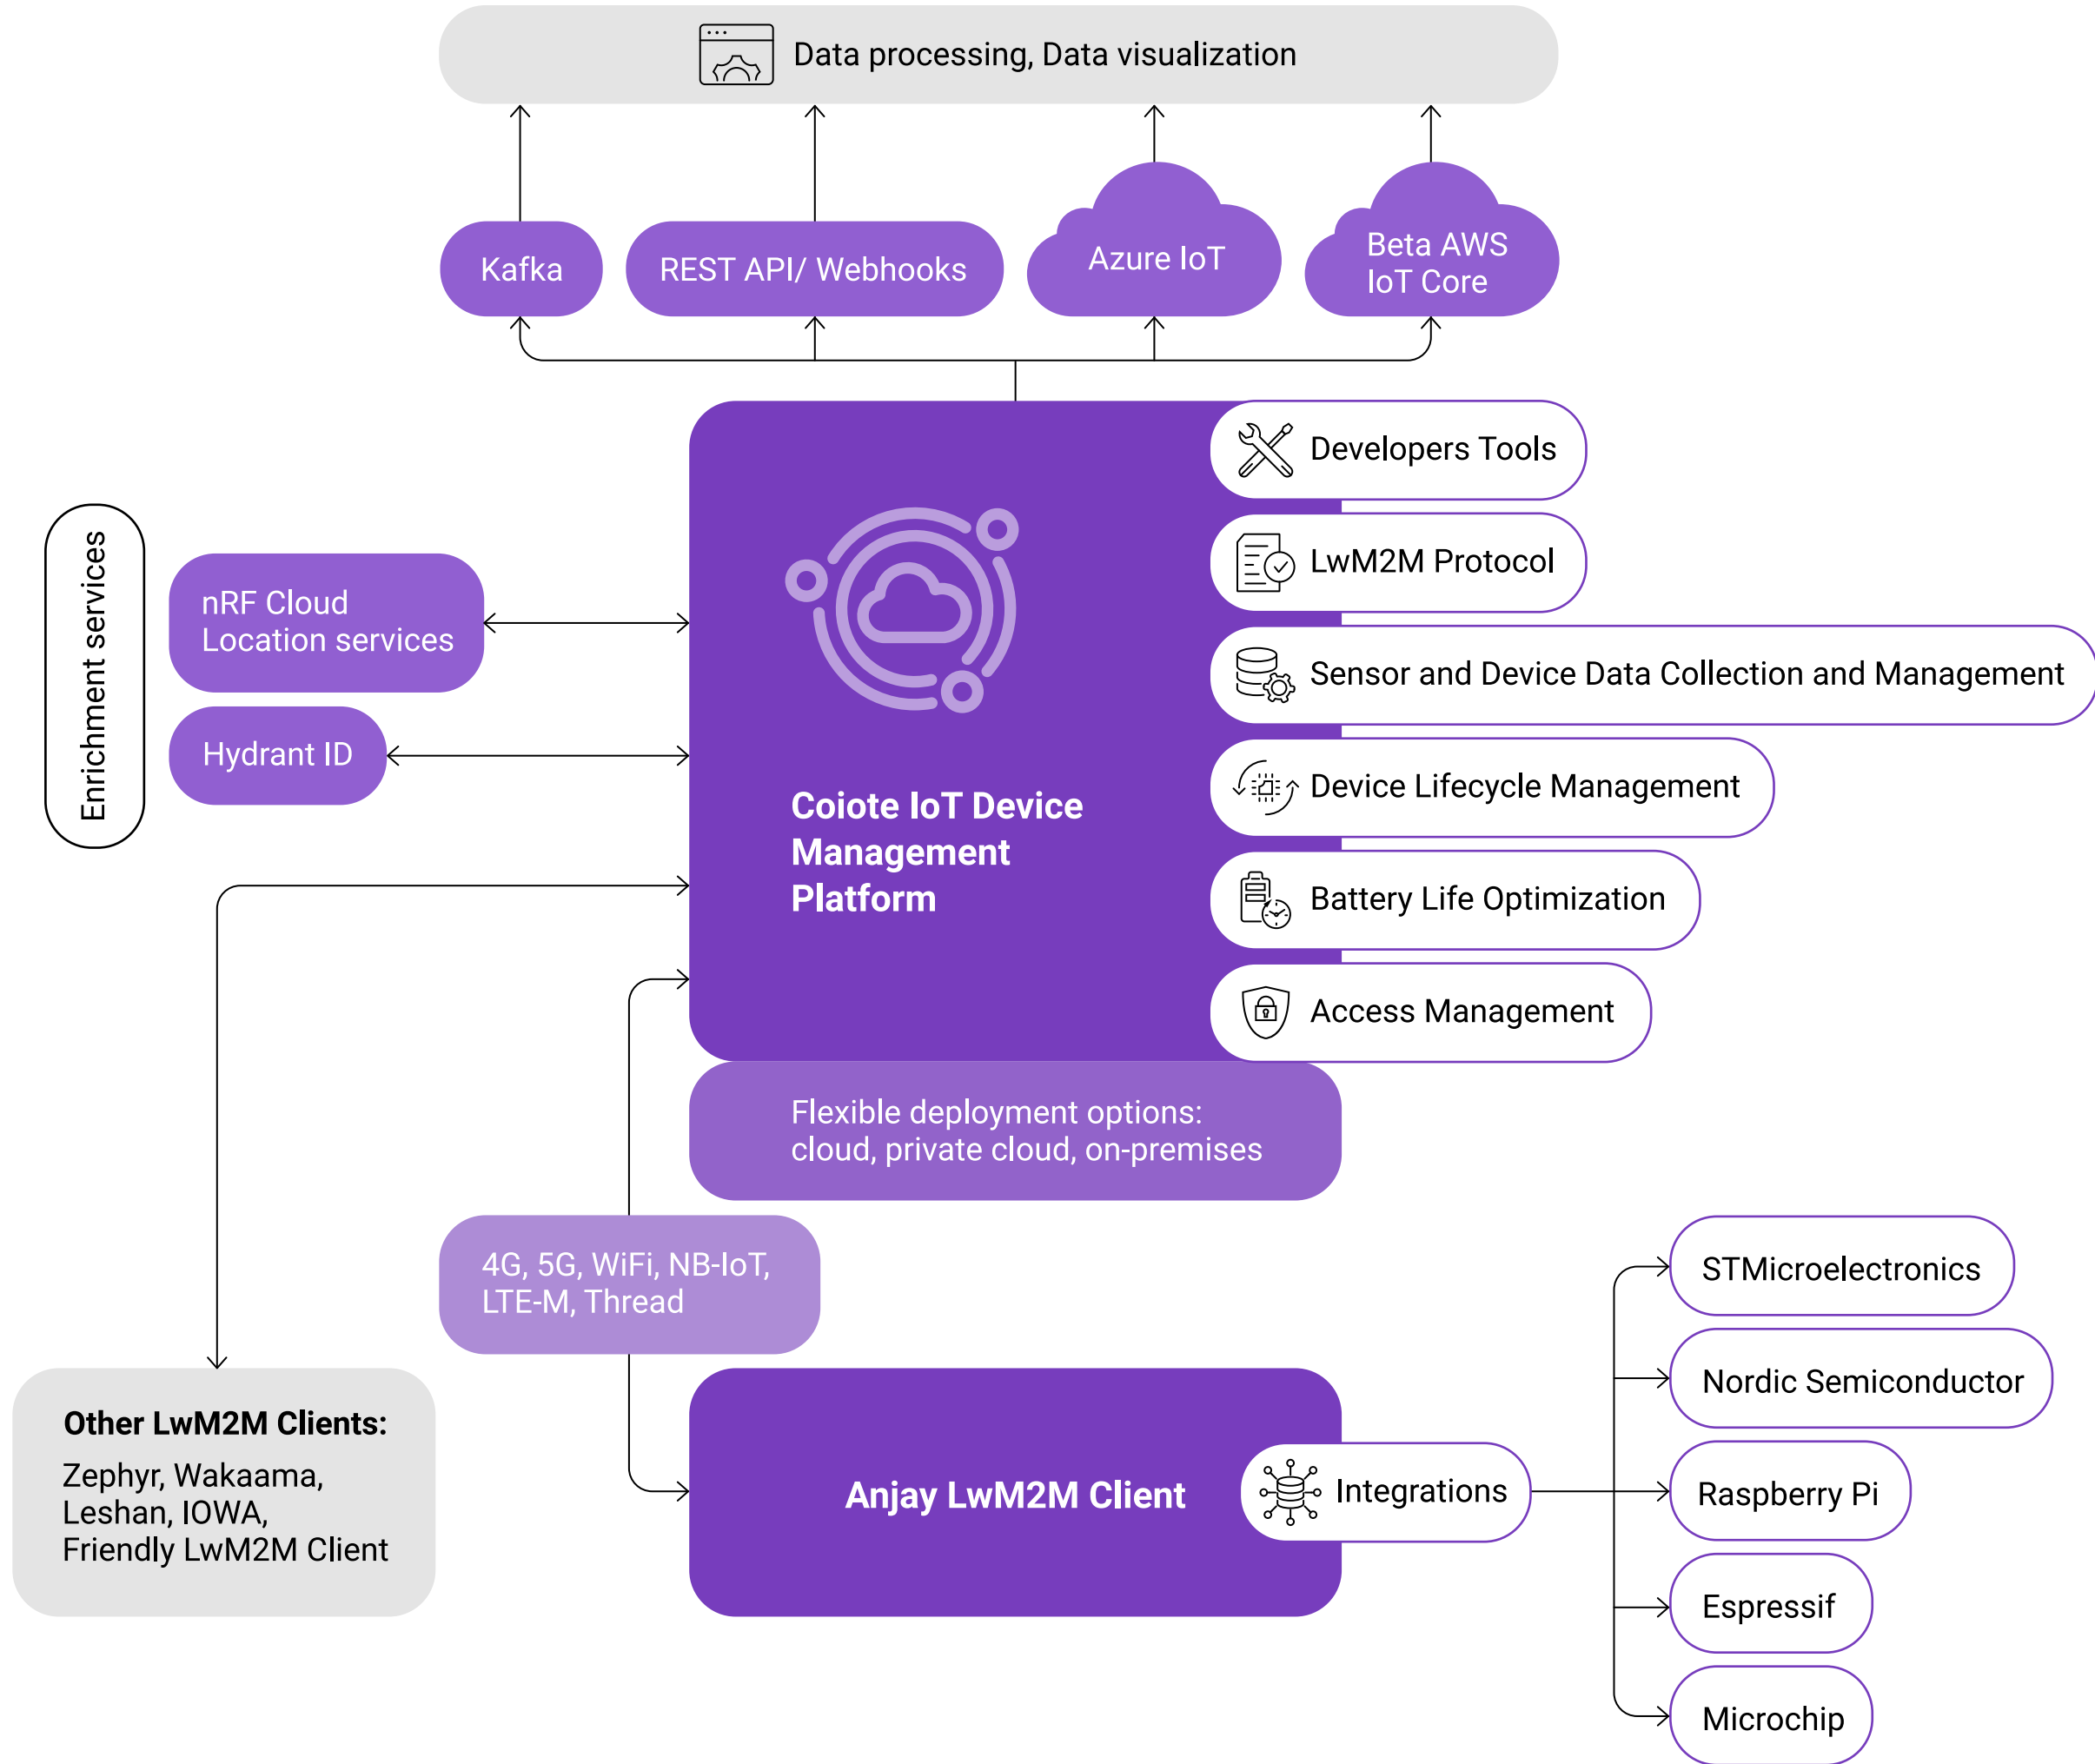 Data processing, Data visualization
Kafka
REST API/ Webhooks
Azure IoT
Beta AWS
IoT Core
Enrichment services
nRF Cloud
Location services
Hydrant ID
Coiote IoT Device
Management
Platform
Developers Tools
LwM2M Protocol
Sensor and Device Data Collection and Management
Device Lifecycle Management
Battery Life Optimization
Access Management
Flexible deployment options:
cloud, private cloud, on-premises
4G, 5G, WiFi, NB-IoT,
LTE-M, Thread
Other LwM2M Clients:
Zephyr, Wakaama,
Leshan, IOWA,
Friendly LwM2M Client
Anjay LwM2M Client
Integrations
STMicroelectronics
Nordic Semiconductor
Raspberry Pi
Espressif
Microchip